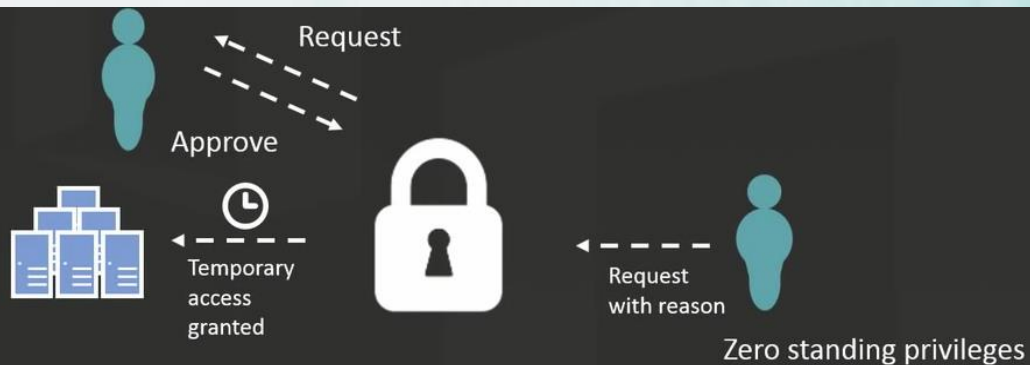 Request
Approve
Temporary
access
granted
Request
with reason
Zero standing privileges